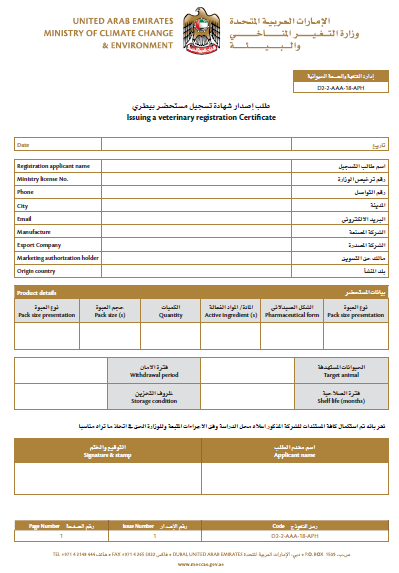 UNITED ARAB EMIRATES
MINISTRY OF CLIMATE CHANGE
& ENVIRONMENT
الإمارات العربية المتحدة
وزارة التغير المناخي
والبيئة
إدارة التنمية والصحة الحيوانية
D2-2-AAA-18-APH
طلب إصدار شهادة تسجيل مستحضر بيطري
Issuing a veterinary registration Certificate
Date تاريخ
Registration applicant name اسم طالب التسجيل
Ministry license No. رقم ترخيص الوزارة
Phone رقم التواصل
City المدينة
Email البريد الالكتروني
Manufacture الشركة المصنعة
Export Company الشركة المصدرة
Marketing authorization holder مالك حق التسويق
Origin country بلد المنشأ
Product details بيانات المستحضر
نوع العبوة حجم العبوة الكميات المادة/ المواد الفعالة الشكل الصيدلاني نوع العبوة
Pack size presentation Pack size (s) Quantity Active ingredient (s) Pharmaceutical form Pack size presentation
فترة الامان الحيوانات المستهدفة
Withdrawal period Target animal
ظروف التخزين فترة الصلاحية
Storage condition Shelf life (months)
نقر بانه تم استكمال كافة المستندات للشركة المذكور اعلاه محل الدراسة وفق الاجراءات المتبعة وللوزارة الحق في اتخاذ ما تراه مناسبا
التوقيع والختم اسم مقدم الطلب
Signature & stamp Applicant name
Page Number رقم الصفحة Issue Number رقم الإصدار Code رمز النموذج
1 1 D2-2-AAA-18-APH
TEL +971 4 2148 444 هاتف • FAX +971 4 265 5822 فاكس • DUBAI, UNITED ARAB EMIRATES دبي، الإمارات العربية المتحدة • P.O. BOX 1509 ص.ب
www.moccae.gov.ae